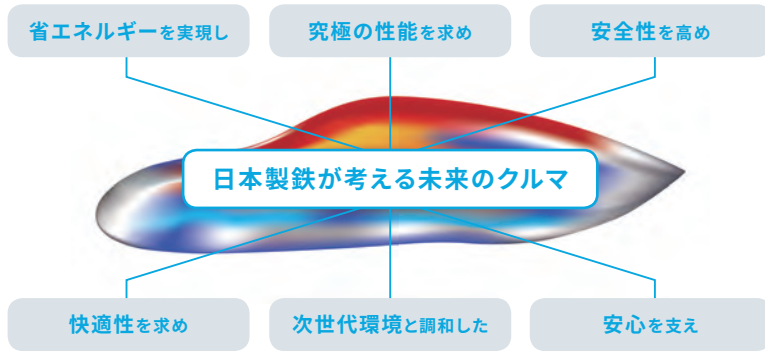 省エネルギーを実現し
究極の性能を求め
安全性を高め
日本製鉄が考える未来のクルマ
快適性を求め
次世代環境と調和した
安心を支え